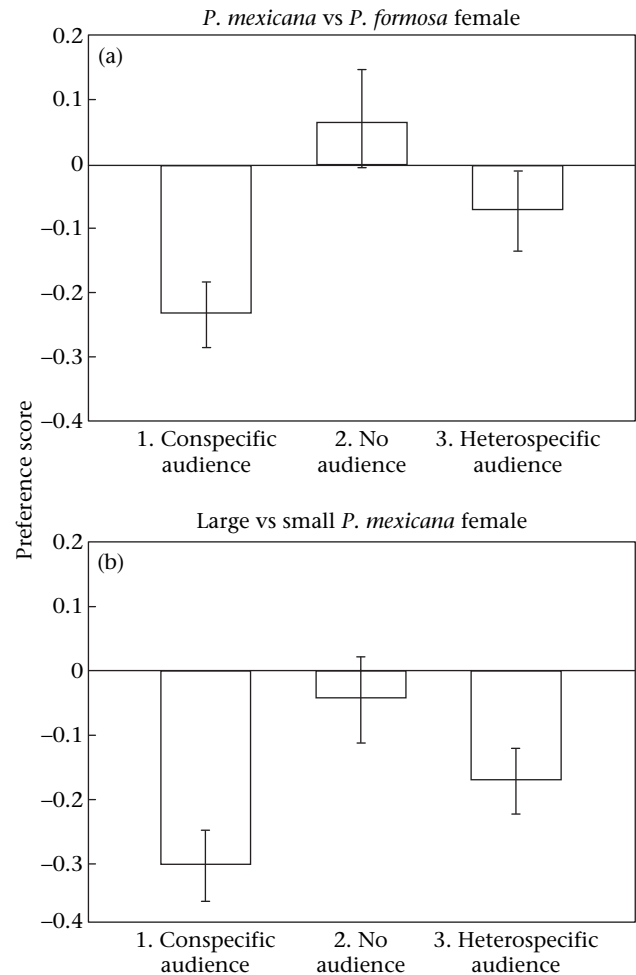 P. mexicana vs P. formosa female
(a)
0.2
0.1
0
−0.1
−0.2
−0.3
−0.4
1. Conspecific
audience
2. No
audience
3. Heterospecific
audience
Preference score
Large vs small P. mexicana female
(b)
0.2
0.1
0
−0.1
−0.2
−0.3
−0.4
1. Conspecific
audience
2. No
audience
3. Heterospecific
audience